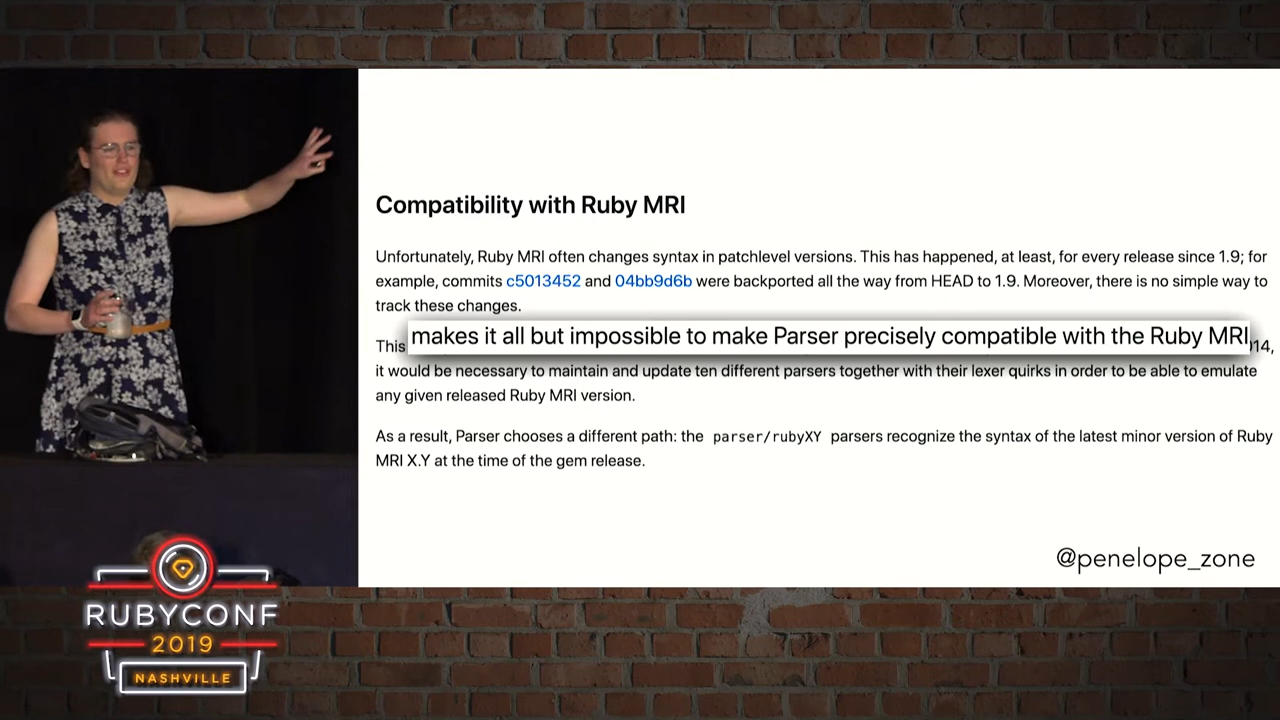 Compatibility with Ruby MRI
Unfortunately, Ruby MRI often changes syntax in patchlevel versions. This has happened, at least, for every release since 1.9; for
example, commits c5013452 and 04bb9d6b were backported all the way from HEAD to 1.9. Moreover, there is no simple way to
track these changes.
This makes it all but impossible to make Parser precisely compatible with the Ruby MRI 14,
it would be necessary to maintain and update ten different parsers together with their lexer quirks in order to be able to emulate
any given released Ruby MRI version.
As a result, Parser chooses a different path: the parser/rubyXY parsers recognize the syntax of the latest minor version of Ruby
MRI X.Y at the time of the gem release.
@penelope_zone
RUBYCONF
2019
NASHVILLE